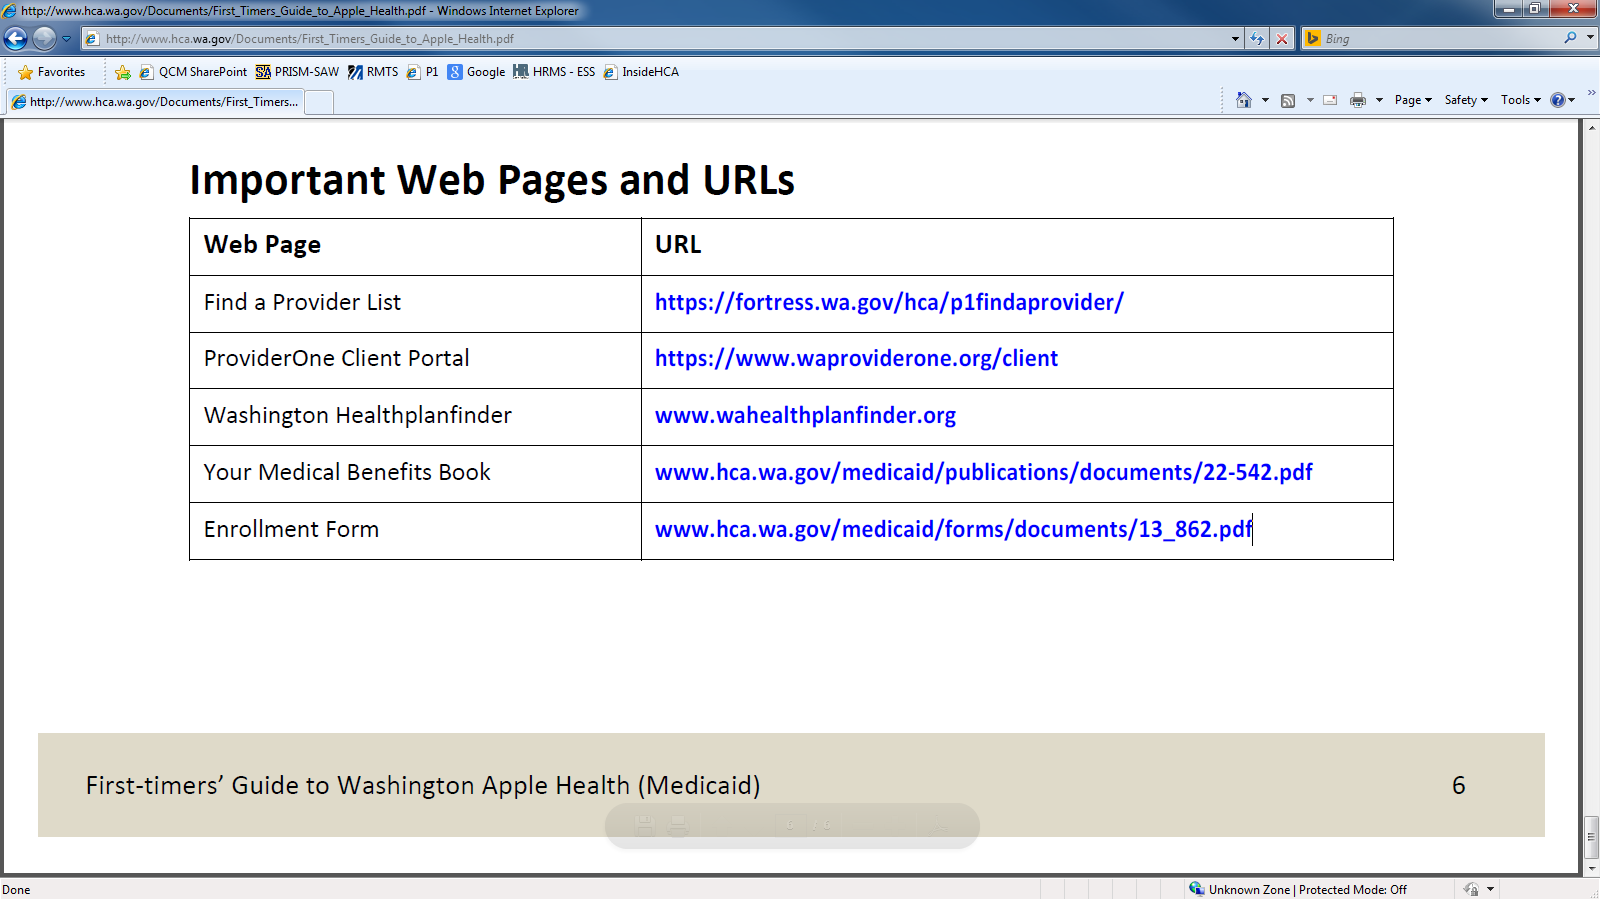 http://www.hca.wa.gov/Documents/First_Timers_Guide_to_Apple_Health.pdf - Windows Internet Explorer
http://www.hca.wa.gov/Documents/First_Timers_Guide_to_Apple_Health.pdf
Bing
Favorites QCM SharePoint PRISM-SAW RMTS P1 Google HRMS - ESS InsideHCA
http://www.hca.wa.gov/Documents/First_Timers...
Page Safety Tools
Important Web Pages and URLs
Web Page URL
Find a Provider List https://fortress.wa.gov/hca/p1findaprovider/
ProviderOne Client Portal https://www.waproviderone.org/client
Washington Healthplanfinder www.wahealthplanfinder.org
Your Medical Benefits Book www.hca.wa.gov/medicaid/publications/documents/22-542.pdf
Enrollment Form www.hca.wa.gov/medicaid/forms/documents/13_862.pdf
First-timers’ Guide to Washington Apple Health (Medicaid) 6
6 / 6
Done Unknown Zone | Protected Mode: Off